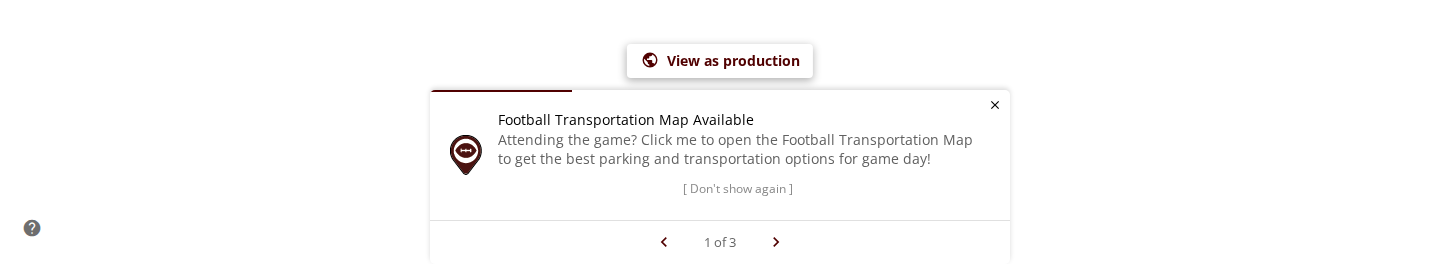 View as production
Football Transportation Map Available
Attending the game? Click me to open the Football Transportation Map
to get the best parking and transportation options for game day!
[ Don't show again ]
1 of 3